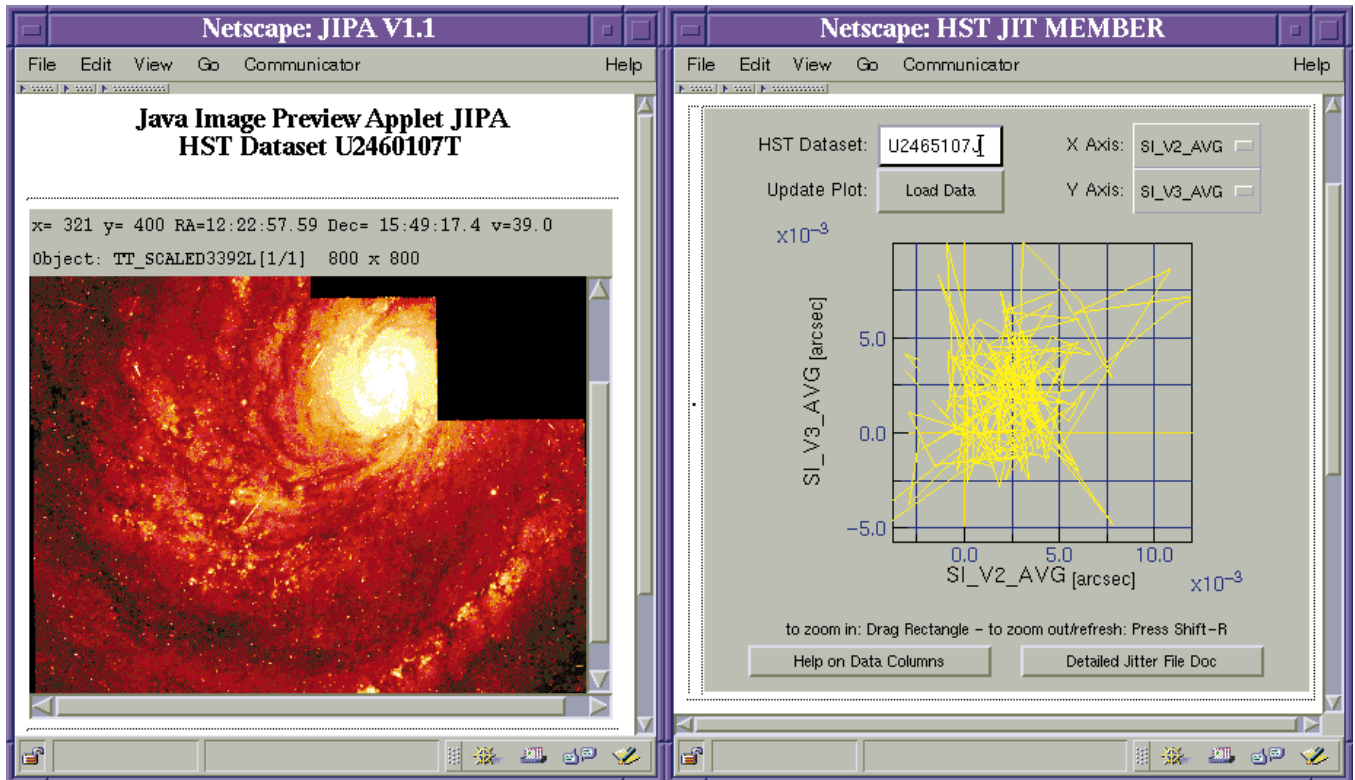 Netscape: JIPA V1.1
File Edit View Go Communicator Help
Java Image Preview Applet JIPA
HST Dataset U2460107T
x= 321 y= 400 RA=12:22:57.59 Dec= 15:49:17.4 v=39.0
Object: TT_SCALED3392L[1/1] 800 x 800
Netscape: HST JIT MEMBER
File Edit View Go Communicator Help
HST Dataset: U2465107J X Axis: SI_V2_AVG
Update Plot: Load Data Y Axis: SI_V3_AVG
x10⁻³
SI_V3_AVG [arcsec]
5.0
0.0
-5.0
0.0 5.0 10.0
SI_V2_AVG [arcsec]
x10⁻³
to zoom in: Drag Rectangle - to zoom out/refresh: Press Shift-R
Help on Data Columns Detailed Jitter File Doc